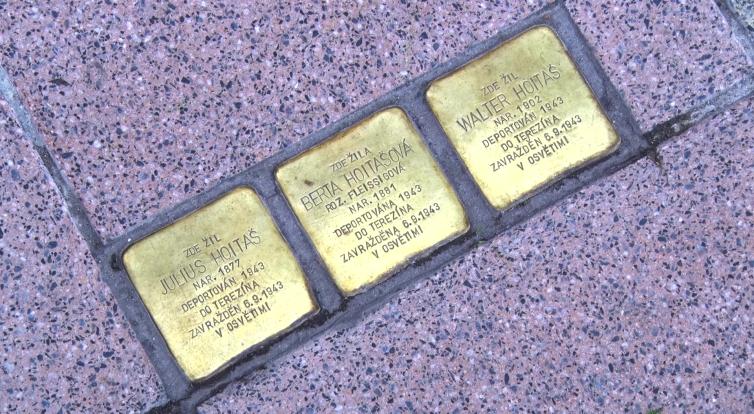 ZDE ŽIL
JULIUS HOITAŠ
NAR. 1877
DEPORTOVÁN 1943
DO TEREZÍNA
ZAVRAŽDĚN 6.9.1943
V OSVĚTIMI
ZDE ŽILA
BERTA HOITAŠOVÁ
ROZ. FLEISSIGOVÁ
NAR. 1881
DEPORTOVÁNA 1943
DO TEREZÍNA
ZAVRAŽDĚNA 6.9.1943
V OSVĚTIMI
ZDE ŽIL
WALTER HOITAŠ
NAR. 1902
DEPORTOVÁN 1943
DO TEREZÍNA
ZAVRAŽDĚN 6.9.1943
V OSVĚTIMI